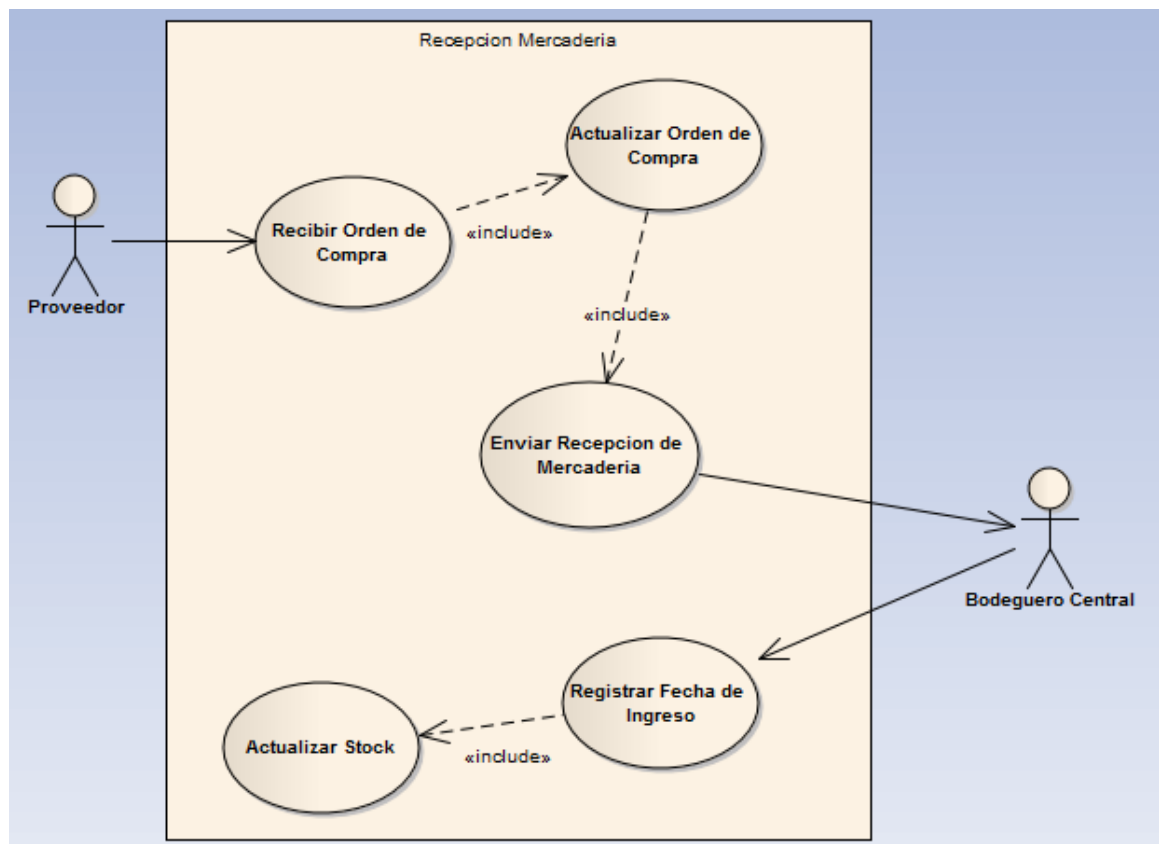 Recepcion Mercaderia
Actualizar Orden de
Compra
Recibir Orden de
Compra
«include»
Proveedor
«include»
Enviar Recepcion de
Mercaderia
Bodeguero Central
Registrar Fecha de
Ingreso
Actualizar Stock
«include»